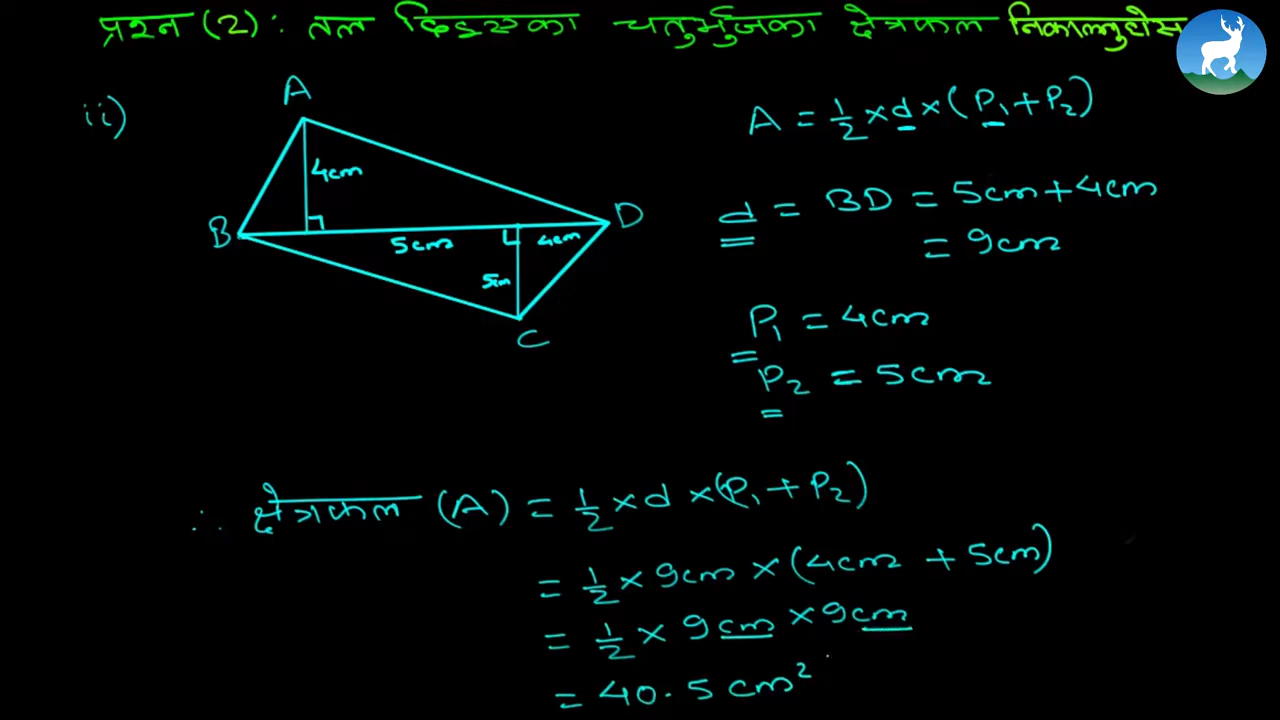 प्रश्न (2): तल दिइएका चतुर्भुजका क्षेत्रफल निकाल्नुहोस
ii)
A
4cm
B
D
5cm
4cm
5cm
C
A = 1/2 × d × (P₁ + P₂)
d = BD = 5cm + 4cm
= 9cm
P₁ = 4cm
P₂ = 5cm
∴ क्षेत्रफल (A) = 1/2 × d × (P₁ + P₂)
= 1/2 × 9cm × (4cm + 5cm)
= 1/2 × 9cm × 9cm
= 40.5 cm²